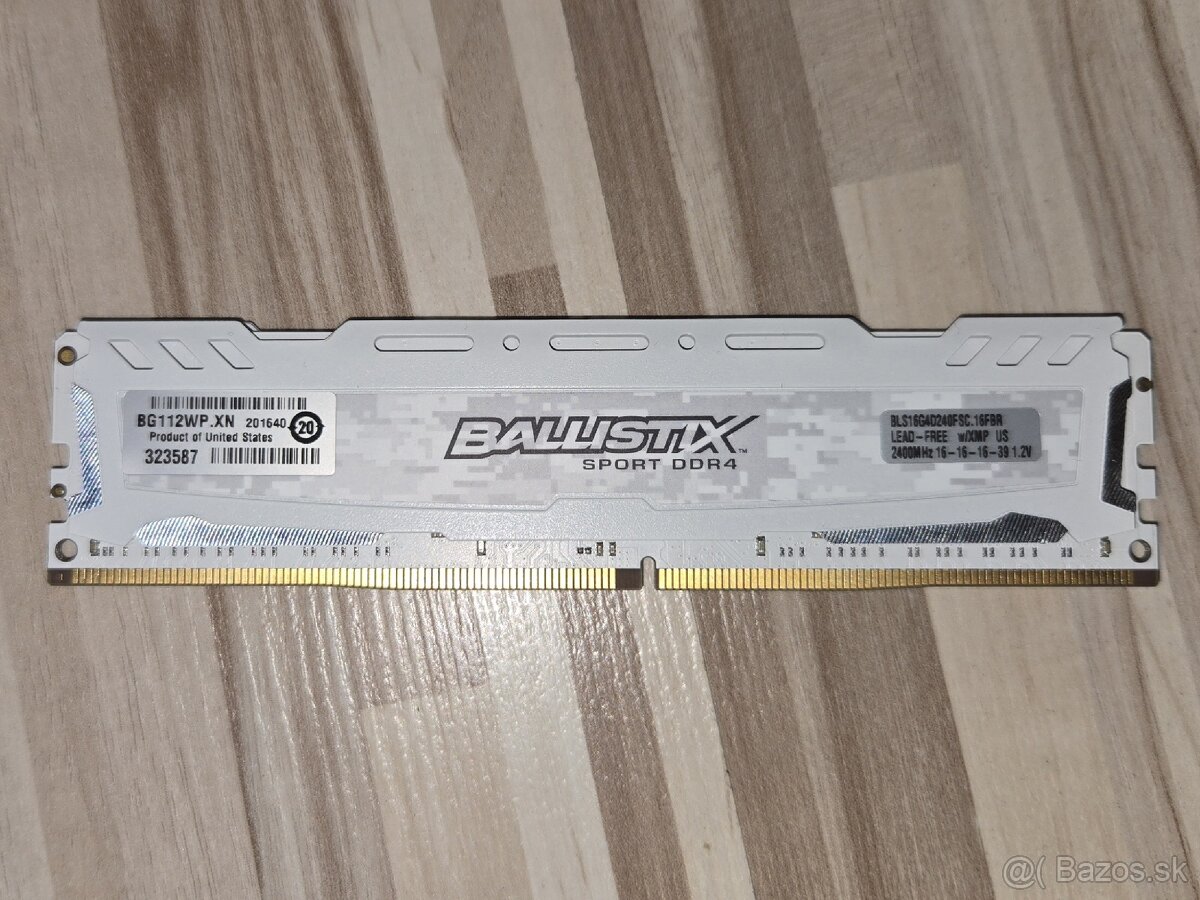 BG112WP.XN 201640 20
Product of United States
323587
BALLISTIX™
SPORT DDR4
BLS16G4D240FSC.16FBR
LEAD-FREE w/XMP US
2400MHz 16-16-16-39 1.2V
@( Bazos.sk